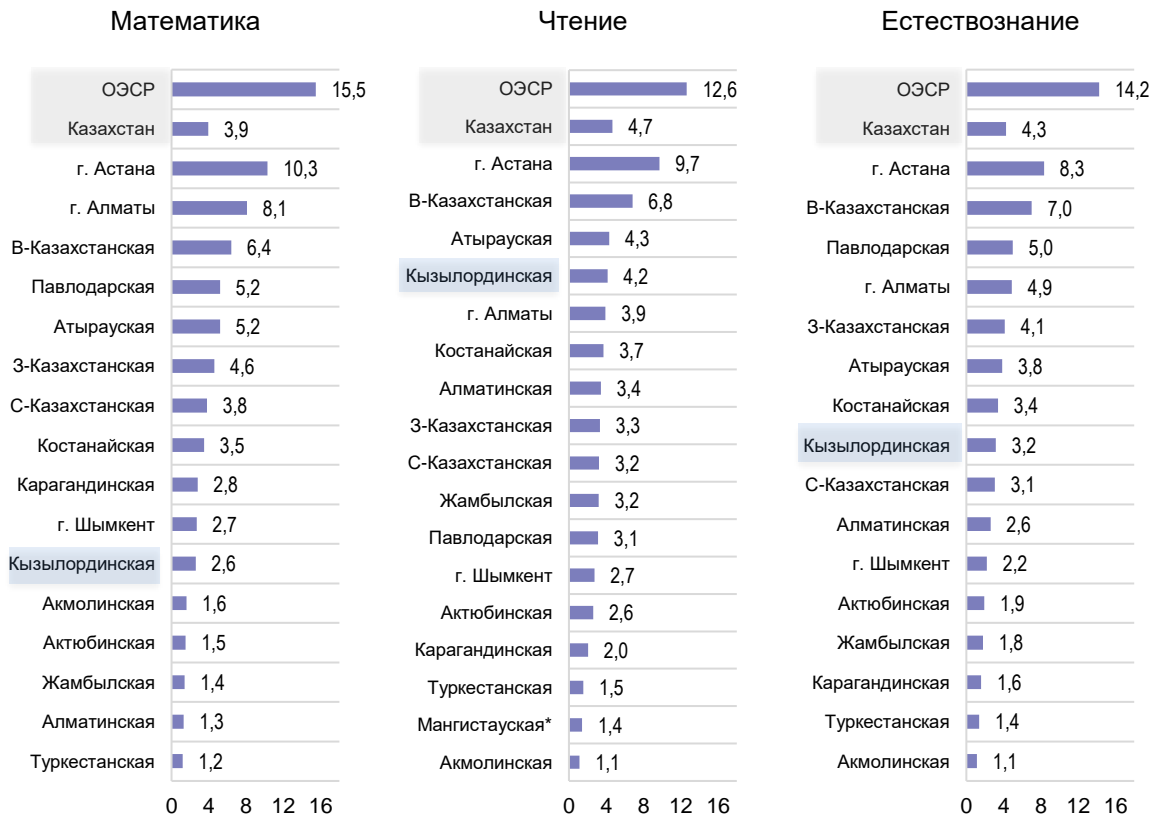 Математика
ОЭСР 15,5
Казахстан 3,9
г. Астана 10,3
г. Алматы 8,1
В-Казахстанская 6,4
Павлодарская 5,2
Атырауская 5,2
З-Казахстанская 4,6
С-Казахстанская 3,8
Костанайская 3,5
Карагандинская 2,8
г. Шымкент 2,7
Кызылординская 2,6
Акмолинская 1,6
Актюбинская 1,5
Жамбылская 1,4
Алматинская 1,3
Туркестанская 1,2
0 4 8 12 16
Чтение
ОЭСР 12,6
Казахстан 4,7
г. Астана 9,7
В-Казахстанская 6,8
Атырауская 4,3
Кызылординская 4,2
г. Алматы 3,9
Костанайская 3,7
Алматинская 3,4
З-Казахстанская 3,3
С-Казахстанская 3,2
Жамбылская 3,2
Павлодарская 3,1
г. Шымкент 2,7
Актюбинская 2,6
Карагандинская 2,0
Туркестанская 1,5
Мангистауская* 1,4
Акмолинская 1,1
0 4 8 12 16
Естествознание
ОЭСР 14,2
Казахстан 4,3
г. Астана 8,3
В-Казахстанская 7,0
Павлодарская 5,0
г. Алматы 4,9
З-Казахстанская 4,1
Атырауская 3,8
Костанайская 3,4
Кызылординская 3,2
С-Казахстанская 3,1
Алматинская 2,6
г. Шымкент 2,2
Актюбинская 1,9
Жамбылская 1,8
Карагандинская 1,6
Туркестанская 1,4
Акмолинская 1,1
0 4 8 12 16